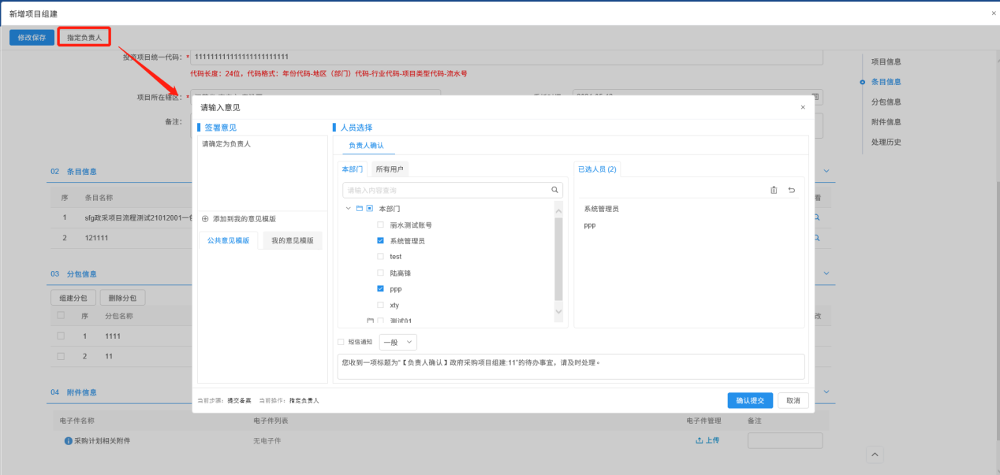 新增项目组建
修改保存 指定负责人
投资项目统一代码：* 111111111111111111111111
代码长度：24位，代码格式：年份代码-地区（部门）代码-行业代码-项目类型代码-流水号
项目所在辖区：*
备注：
项目信息
条目信息
分包信息
附件信息
处理历史
02 条目信息
序 条目名称
1 sfg政采项目流程测试21012001一
2 121111
03 分包信息
组建分包 删除分包
序 分包名称
1 1111
2 11
04 附件信息
电子件名称 电子件列表 电子件管理 备注
采购计划相关附件 无电子件 上传
请输入意见
签署意见
请确定为负责人
添加到我的意见模版
公共意见模版 我的意见模版
人员选择
负责人确认
本部门 所有用户
请输入内容查询
本部门
丽水测试账号
系统管理员
test
陆高锋
ppp
xty
测试01
已选人员 (2)
系统管理员
ppp
短信通知 一般
您收到一项标题为“【负责人确认】政府采购项目组建:11”的待办事宜，请及时处理。
当前步骤：提交备案 当前操作：指定负责人
确认提交 取消